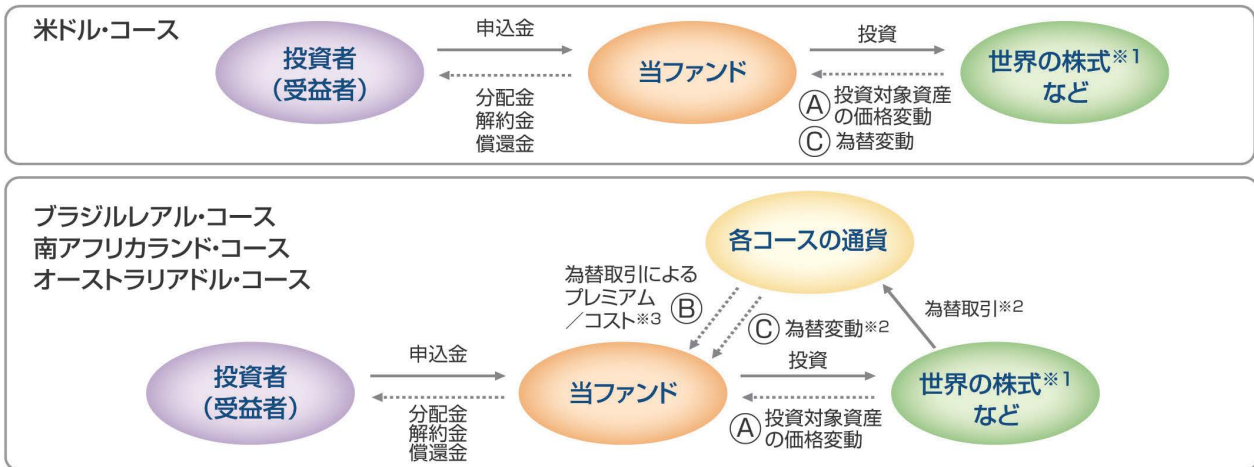 米ドル・コース
投資者
（受益者）
申込金
分配金
解約金
償還金
当ファンド
投資
Ⓐ 投資対象資産
の価格変動
Ⓒ 為替変動
世界の株式※1
など
ブラジルレアル・コース
南アフリカランド・コース
オーストラリアドル・コース
各コースの通貨
為替取引による
プレミアム
／コスト※3 Ⓑ
Ⓒ 為替変動※2
為替取引※2
投資者
（受益者）
申込金
分配金
解約金
償還金
当ファンド
投資
Ⓐ 投資対象資産
の価格変動
世界の株式※1
など